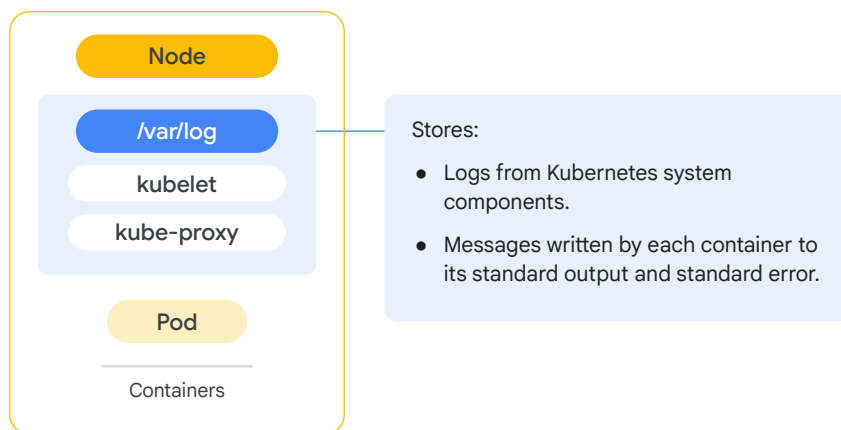 Node
/var/log
kubelet
kube-proxy
Pod
Containers
Stores:
● Logs from Kubernetes system
components.
● Messages written by each container to
its standard output and standard error.